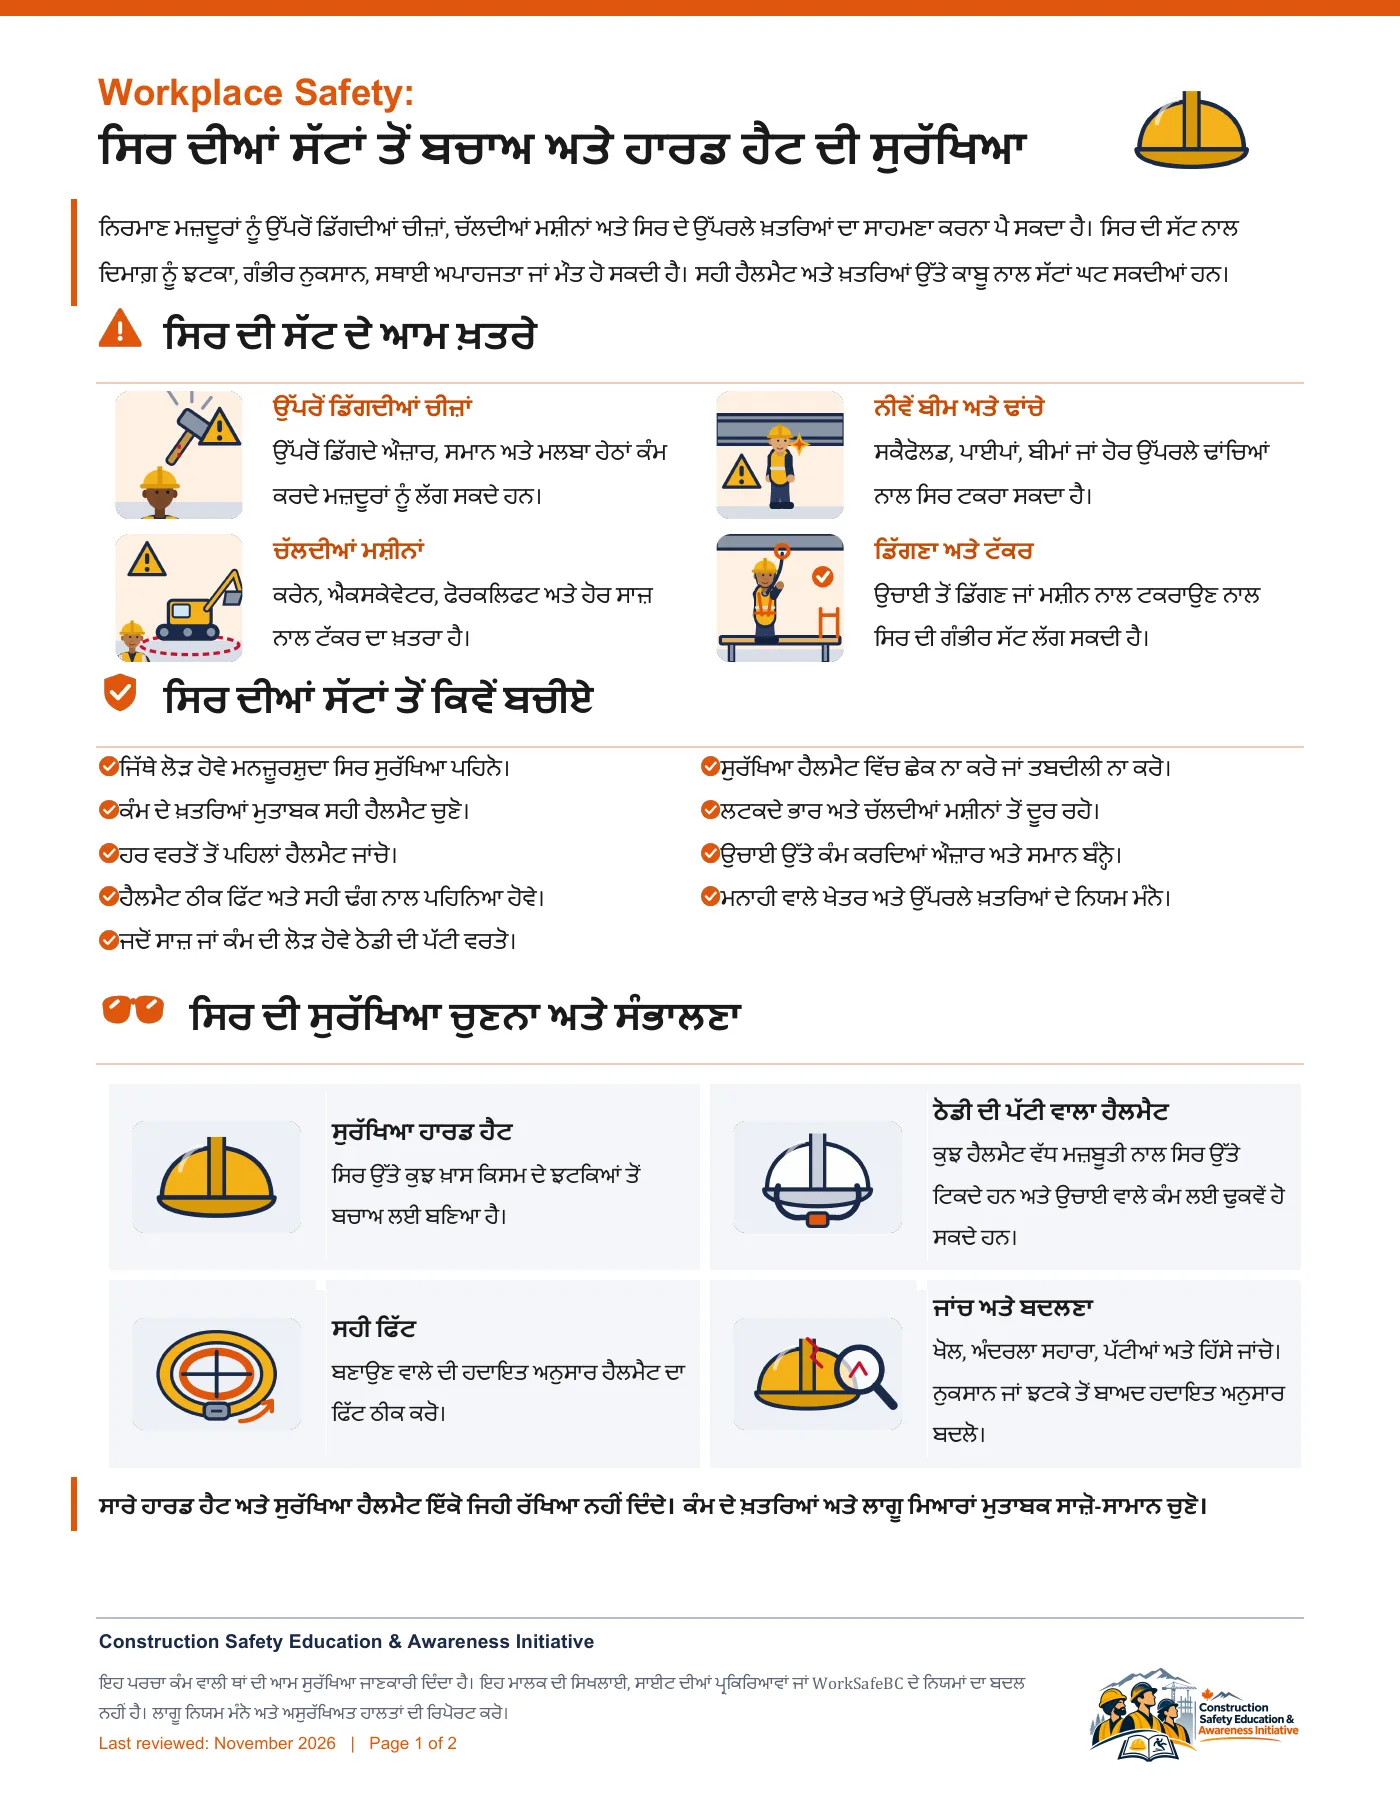 Workplace Safety:
ਸਿਰ ਦੀਆਂ ਸੱਟਾਂ ਤੋਂ ਬਚਾਅ ਅਤੇ ਹਾਰਡ ਹੈਟ ਦੀ ਸੁਰੱਖਿਆ
ਨਿਰਮਾਣ ਮਜ਼ਦੂਰਾਂ ਨੂੰ ਉੱਪਰੋਂ ਡਿੱਗਦੀਆਂ ਚੀਜ਼ਾਂ, ਚੱਲਦੀਆਂ ਮਸ਼ੀਨਾਂ ਅਤੇ ਸਿਰ ਦੇ ਉੱਪਰਲੇ ਖ਼ਤਰਿਆਂ ਦਾ ਸਾਹਮਣਾ ਕਰਨਾ ਪੈ ਸਕਦਾ ਹੈ। ਸਿਰ ਦੀ ਸੱਟ ਨਾਲ
ਦਿਮਾਗ਼ ਨੂੰ ਝਟਕਾ, ਗੰਭੀਰ ਨੁਕਸਾਨ, ਸਥਾਈ ਅਪਾਹਜਤਾ ਜਾਂ ਮੌਤ ਹੋ ਸਕਦੀ ਹੈ। ਸਹੀ ਹੈਲਮੈਟ ਅਤੇ ਖ਼ਤਰਿਆਂ ਉੱਤੇ ਕਾਬੂ ਨਾਲ ਸੱਟਾਂ ਘਟ ਸਕਦੀਆਂ ਹਨ।
ਸਿਰ ਦੀ ਸੱਟ ਦੇ ਆਮ ਖ਼ਤਰੇ
ਉੱਪਰੋਂ ਡਿੱਗਦੀਆਂ ਚੀਜ਼ਾਂ
ਉੱਪਰੋਂ ਡਿੱਗਦੇ ਔਜ਼ਾਰ, ਸਮਾਨ ਅਤੇ ਮਲਬਾ ਹੇਠਾਂ ਕੰਮ
ਕਰਦੇ ਮਜ਼ਦੂਰਾਂ ਨੂੰ ਲੱਗ ਸਕਦੇ ਹਨ।
ਨੀਵੇਂ ਬੀਮ ਅਤੇ ਢਾਂਚੇ
ਸਕੈਫੋਲਡ, ਪਾਈਪਾਂ, ਬੀਮਾਂ ਜਾਂ ਹੋਰ ਉੱਪਰਲੇ ਢਾਂਚਿਆਂ
ਨਾਲ ਸਿਰ ਟਕਰਾ ਸਕਦਾ ਹੈ।
ਚੱਲਦੀਆਂ ਮਸ਼ੀਨਾਂ
ਕਰੇਨ, ਐਕਸਕੇਵੇਟਰ, ਫੋਰਕਲਿਫਟ ਅਤੇ ਹੋਰ ਸਾਜ਼
ਨਾਲ ਟੱਕਰ ਦਾ ਖ਼ਤਰਾ ਹੈ।
ਡਿੱਗਣਾ ਅਤੇ ਟੱਕਰ
ਉਚਾਈ ਤੋਂ ਡਿੱਗਣ ਜਾਂ ਮਸ਼ੀਨ ਨਾਲ ਟਕਰਾਉਣ ਨਾਲ
ਸਿਰ ਦੀ ਗੰਭੀਰ ਸੱਟ ਲੱਗ ਸਕਦੀ ਹੈ।
ਸਿਰ ਦੀਆਂ ਸੱਟਾਂ ਤੋਂ ਕਿਵੇਂ ਬਚੀਏ
ਜਿੱਥੇ ਲੋੜ ਹੋਵੇ ਮਨਜ਼ੂਰਸ਼ੁਦਾ ਸਿਰ ਸੁਰੱਖਿਆ ਪਹਿਨੋ।
ਕੰਮ ਦੇ ਖ਼ਤਰਿਆਂ ਮੁਤਾਬਕ ਸਹੀ ਹੈਲਮੈਟ ਚੁਣੋ।
ਹਰ ਵਰਤੋਂ ਤੋਂ ਪਹਿਲਾਂ ਹੈਲਮੈਟ ਜਾਂਚੋ।
ਹੈਲਮੈਟ ਠੀਕ ਫਿੱਟ ਅਤੇ ਸਹੀ ਢੰਗ ਨਾਲ ਪਹਿਨਿਆ ਹੋਵੇ।
ਜਦੋਂ ਸਾਜ਼ ਜਾਂ ਕੰਮ ਦੀ ਲੋੜ ਹੋਵੇ ਠੋਡੀ ਦੀ ਪੱਟੀ ਵਰਤੋ।
ਸੁਰੱਖਿਆ ਹੈਲਮੈਟ ਵਿੱਚ ਛੇਕ ਨਾ ਕਰੋ ਜਾਂ ਤਬਦੀਲੀ ਨਾ ਕਰੋ।
ਲਟਕਦੇ ਭਾਰ ਅਤੇ ਚੱਲਦੀਆਂ ਮਸ਼ੀਨਾਂ ਤੋਂ ਦੂਰ ਰਹੋ।
ਉਚਾਈ ਉੱਤੇ ਕੰਮ ਕਰਦਿਆਂ ਔਜ਼ਾਰ ਅਤੇ ਸਮਾਨ ਬੰਨ੍ਹੋ।
ਮਨਾਹੀ ਵਾਲੇ ਖੇਤਰ ਅਤੇ ਉੱਪਰਲੇ ਖ਼ਤਰਿਆਂ ਦੇ ਨਿਯਮ ਮੰਨੋ।
ਸਿਰ ਦੀ ਸੁਰੱਖਿਆ ਚੁਣਨਾ ਅਤੇ ਸੰਭਾਲਣਾ
ਸੁਰੱਖਿਆ ਹਾਰਡ ਹੈਟ
ਸਿਰ ਉੱਤੇ ਕੁਝ ਖ਼ਾਸ ਕਿਸਮ ਦੇ ਝਟਕਿਆਂ ਤੋਂ
ਬਚਾਅ ਲਈ ਬਣਿਆ ਹੈ।
ਠੋਡੀ ਦੀ ਪੱਟੀ ਵਾਲਾ ਹੈਲਮੈਟ
ਕੁਝ ਹੈਲਮੈਟ ਵੱਧ ਮਜ਼ਬੂਤੀ ਨਾਲ ਸਿਰ ਉੱਤੇ
ਟਿਕਦੇ ਹਨ ਅਤੇ ਉਚਾਈ ਵਾਲੇ ਕੰਮ ਲਈ ਢੁਕਵੇਂ ਹੋ
ਸਕਦੇ ਹਨ।
ਸਹੀ ਫਿੱਟ
ਬਣਾਉਣ ਵਾਲੇ ਦੀ ਹਦਾਇਤ ਅਨੁਸਾਰ ਹੈਲਮੈਟ ਦਾ
ਫਿੱਟ ਠੀਕ ਕਰੋ।
ਜਾਂਚ ਅਤੇ ਬਦਲਣਾ
ਖੋਲ, ਅੰਦਰਲਾ ਸਹਾਰਾ, ਪੱਟੀਆਂ ਅਤੇ ਹਿੱਸੇ ਜਾਂਚੋ।
ਨੁਕਸਾਨ ਜਾਂ ਝਟਕੇ ਤੋਂ ਬਾਅਦ ਹਦਾਇਤ ਅਨੁਸਾਰ
ਬਦਲੋ।
ਸਾਰੇ ਹਾਰਡ ਹੈਟ ਅਤੇ ਸੁਰੱਖਿਆ ਹੈਲਮੈਟ ਇੱਕੋ ਜਿਹੀ ਰੱਖਿਆ ਨਹੀਂ ਦਿੰਦੇ। ਕੰਮ ਦੇ ਖ਼ਤਰਿਆਂ ਅਤੇ ਲਾਗੂ ਮਿਆਰਾਂ ਮੁਤਾਬਕ ਸਾਜ਼ੋ-ਸਾਮਾਨ ਚੁਣੋ।
Construction Safety Education & Awareness Initiative
ਇਹ ਪਰਚਾ ਕੰਮ ਵਾਲੀ ਥਾਂ ਦੀ ਆਮ ਸੁਰੱਖਿਆ ਜਾਣਕਾਰੀ ਦਿੰਦਾ ਹੈ। ਇਹ ਮਾਲਕ ਦੀ ਸਿਖਲਾਈ, ਸਾਈਟ ਦੀਆਂ ਪ੍ਰਕਿਰਿਆਵਾਂ ਜਾਂ WorkSafeBC ਦੇ ਨਿਯਮਾਂ ਦਾ ਬਦਲ
ਨਹੀਂ ਹੈ। ਲਾਗੂ ਨਿਯਮ ਮੰਨੋ ਅਤੇ ਅਸੁਰੱਖਿਅਤ ਹਾਲਤਾਂ ਦੀ ਰਿਪੋਰਟ ਕਰੋ।
Last reviewed: November 2026 | Page 1 of 2
Construction
Safety Education &
Awareness Initiative